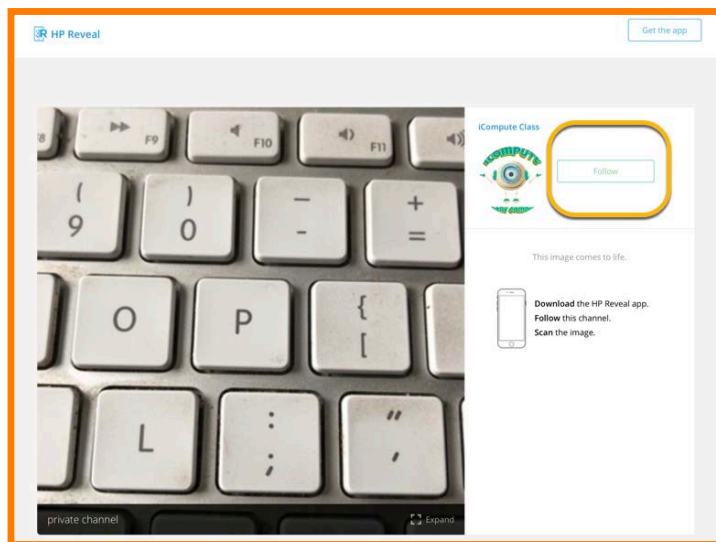 HP Reveal
Get the app
F9
F10
F11
( ) _ +
9 0 - =
O P { [
L : ; " '
private channel
Expand
iCompute Class
ICOMPUTE
Follow
This image comes to life.
Download the HP Reveal app.
Follow this channel.
Scan the image.